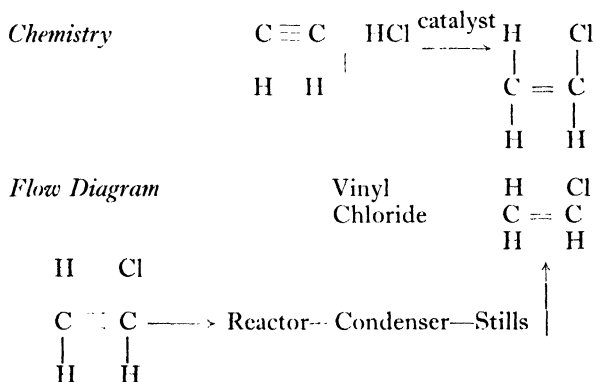 Chemistry C ≡ C HCl catalyst H Cl
H H C = C
H H
Flow Diagram Vinyl H Cl
Chloride C = C
H H
H Cl
C C → Reactor-- Condenser—Stills
H H